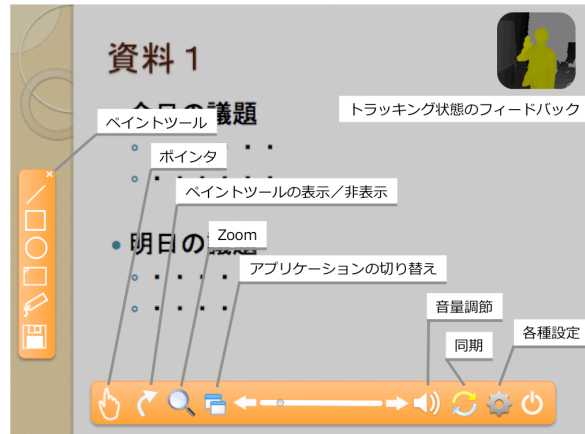 資料1
トラッキング状態のフィードバック
議題
ペイントツール
ポインタ
ペイントツールの表示/非表示
Zoom
明日の
アプリケーションの切り替え
音量調節
同期
各種設定